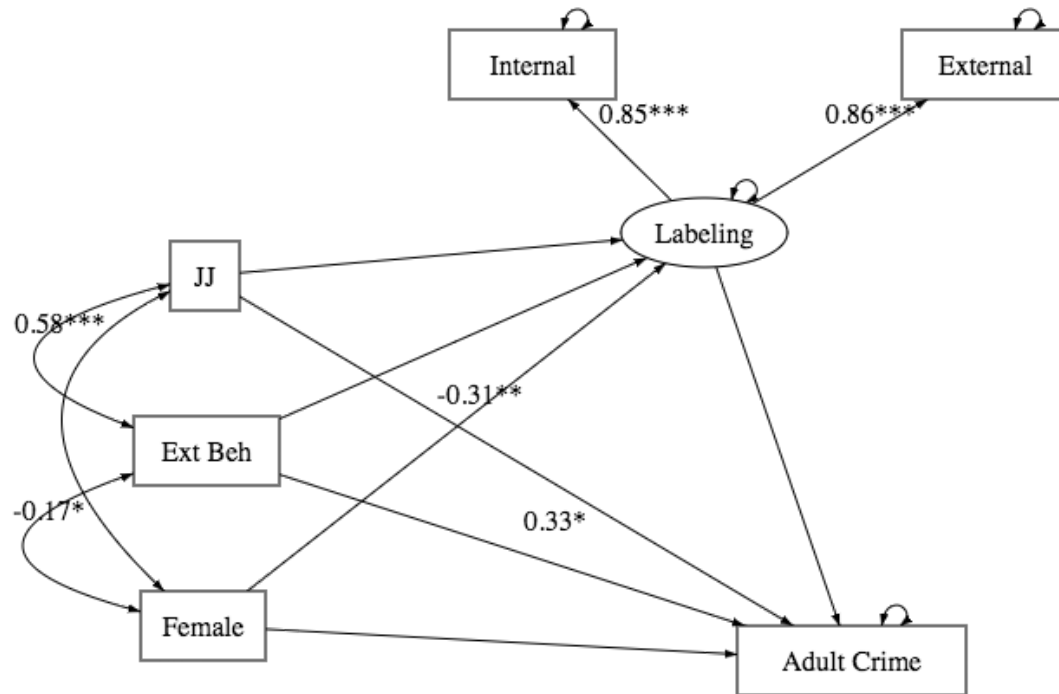 Internal
External
0.85***
0.86***
Labeling
JJ
0.58***
-0.31**
Ext Beh
-0.17*
0.33*
Female
Adult Crime